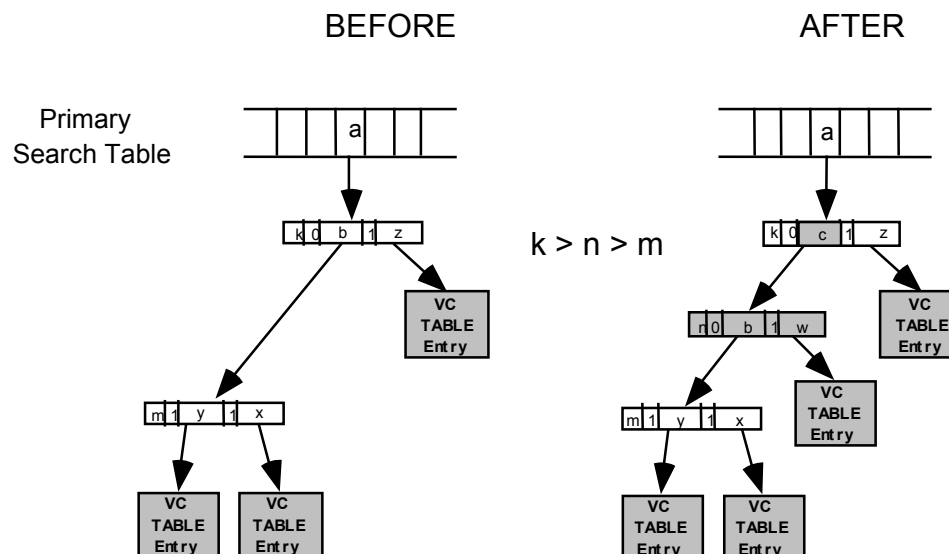 BEFORE
AFTER
Primary
Search Table
a
a
k 0 b 1 z
k > n > m
k 0 c 1 z
VC
TABLE
Entry
VC
TABLE
Entry
n 0 b 1 w
VC
TABLE
Entry
m 1 y 1 x
m 1 y 1 x
VC
TABLE
Entry
VC
TABLE
Entry
VC
TABLE
Entry
VC
TABLE
Entry